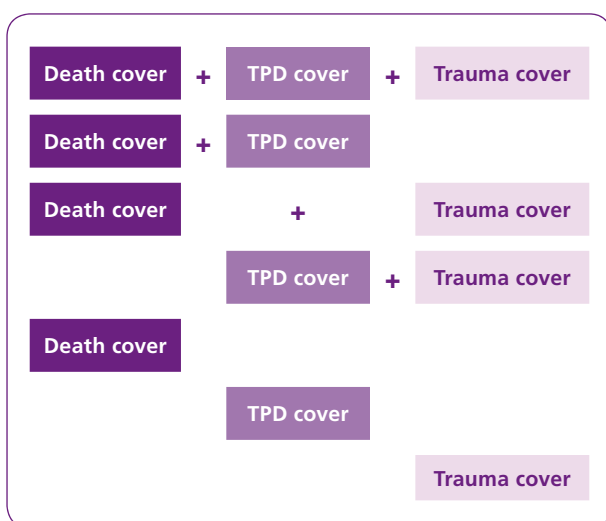 Death cover + TPD cover + Trauma cover
Death cover + TPD cover
Death cover + Trauma cover
TPD cover + Trauma cover
Death cover
TPD cover
Trauma cover